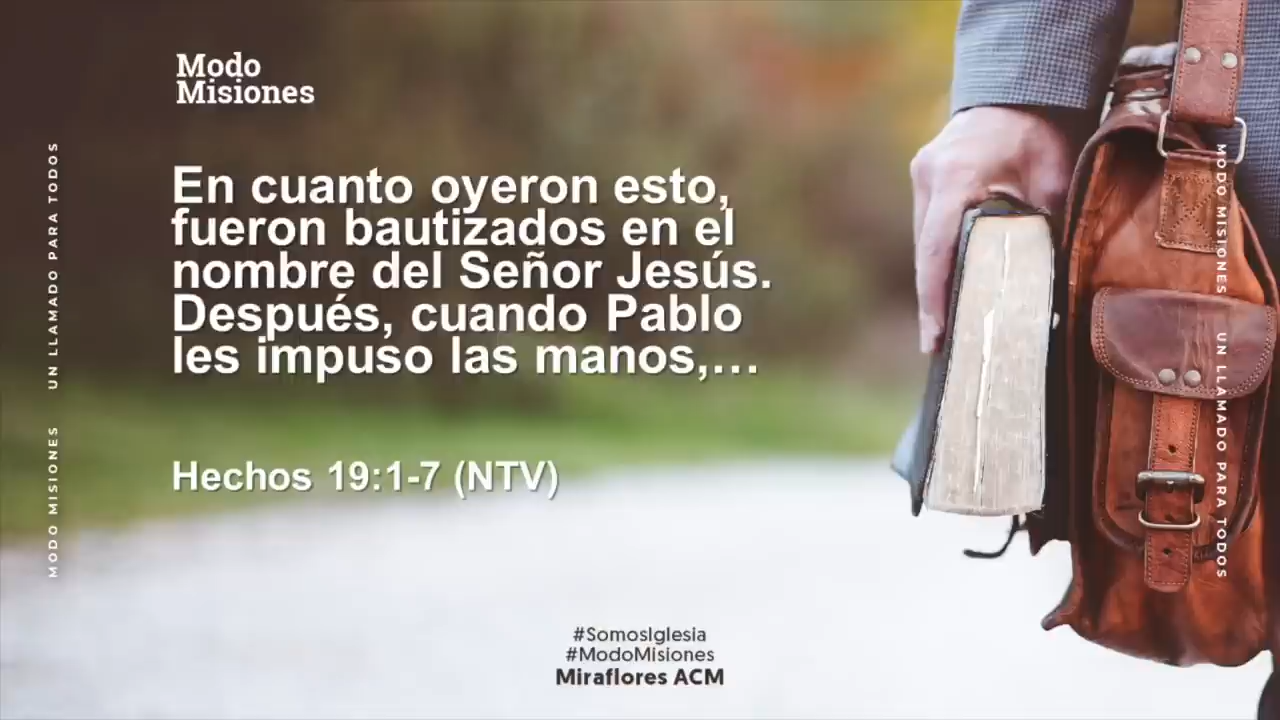 Modo
Misiones
En cuanto oyeron esto,
fueron bautizados en el
nombre del Señor Jesús.
Después, cuando Pablo
les impuso las manos,…
Hechos 19:1-7 (NTV)
MODO MISIONES UN LLAMADO PARA TODOS
MODO MISIONES UN LLAMADO PARA TODOS
#SomosIglesia
#ModoMisiones
Miraflores ACM